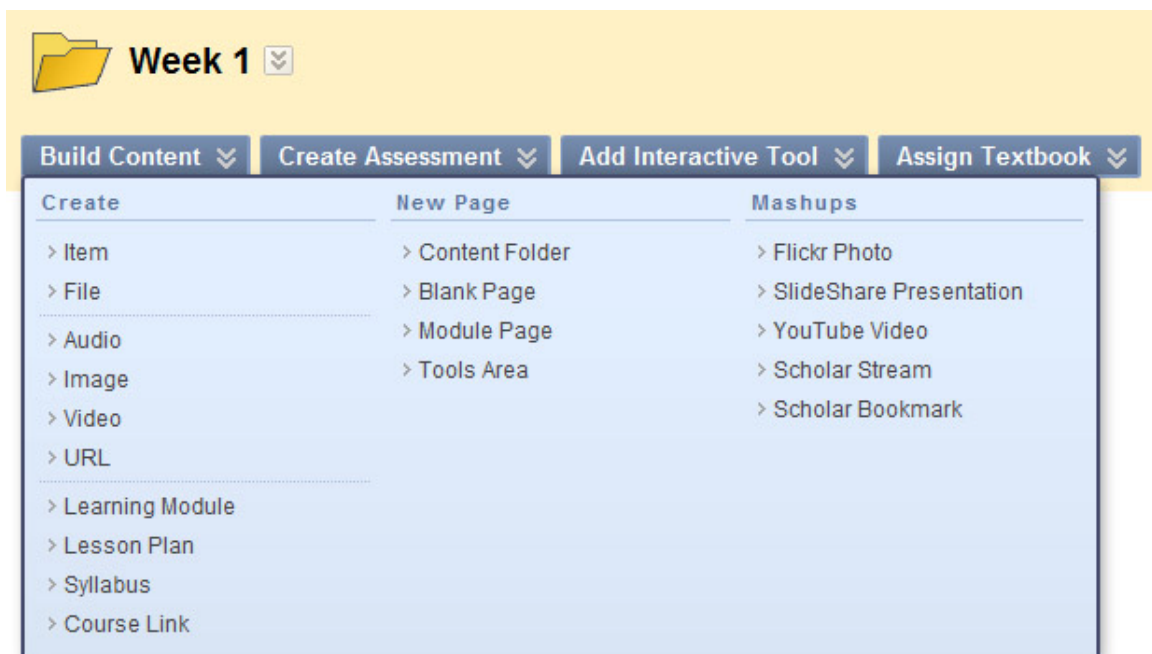 Week 1
Build Content
Create Assessment
Add Interactive Tool
Assign Textbook
Create
Item
File
Audio
Image
Video
URL
Learning Module
Lesson Plan
Syllabus
Course Link
New Page
Content Folder
Blank Page
Module Page
Tools Area
Mashups
Flickr Photo
SlideShare Presentation
YouTube Video
Scholar Stream
Scholar Bookmark